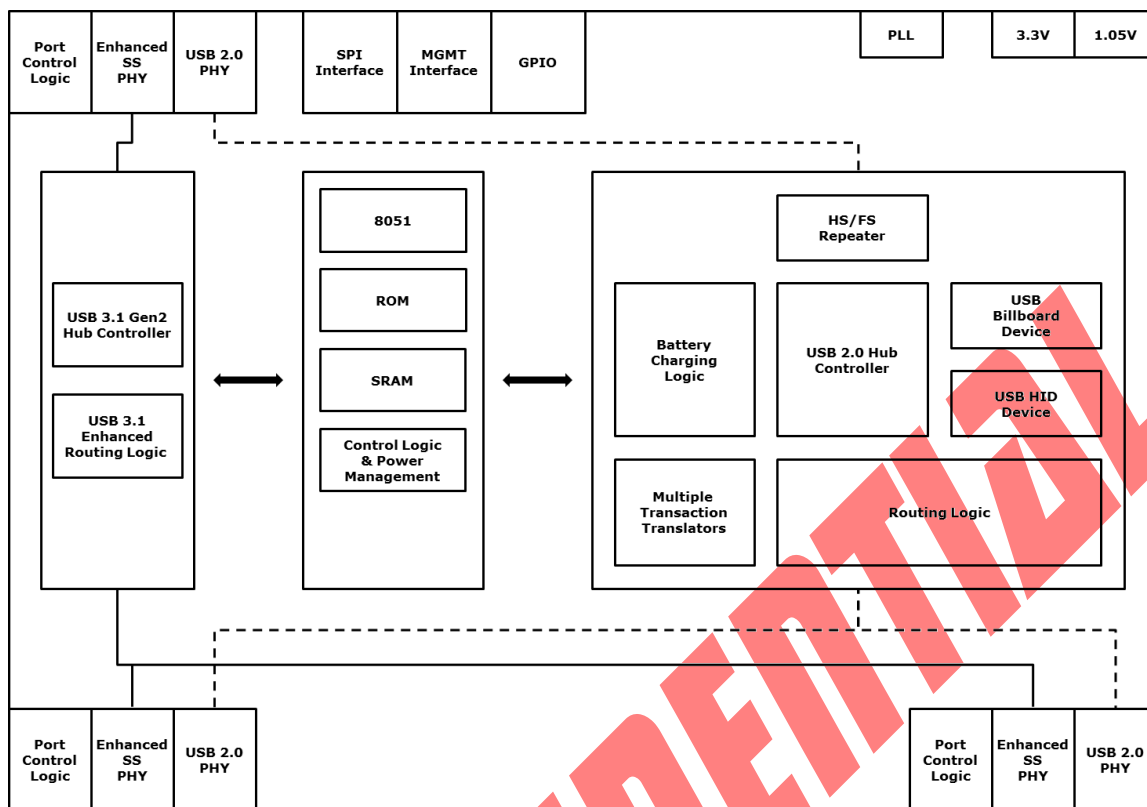 Port
Control
Logic
Enhanced
SS
PHY
USB 2.0
PHY
SPI
Interface
MGMT
Interface
GPIO
PLL
3.3V
1.05V
USB 3.1 Gen2
Hub Controller
USB 3.1
Enhanced
Routing Logic
8051
ROM
SRAM
Control Logic
& Power
Management
HS/FS
Repeater
Battery
Charging
Logic
USB 2.0 Hub
Controller
USB
Billboard
Device
USB HID
Device
Multiple
Transaction
Translators
Routing Logic
Port
Control
Logic
Enhanced
SS
PHY
USB 2.0
PHY
Port
Control
Logic
Enhanced
SS
PHY
USB 2.0
PHY